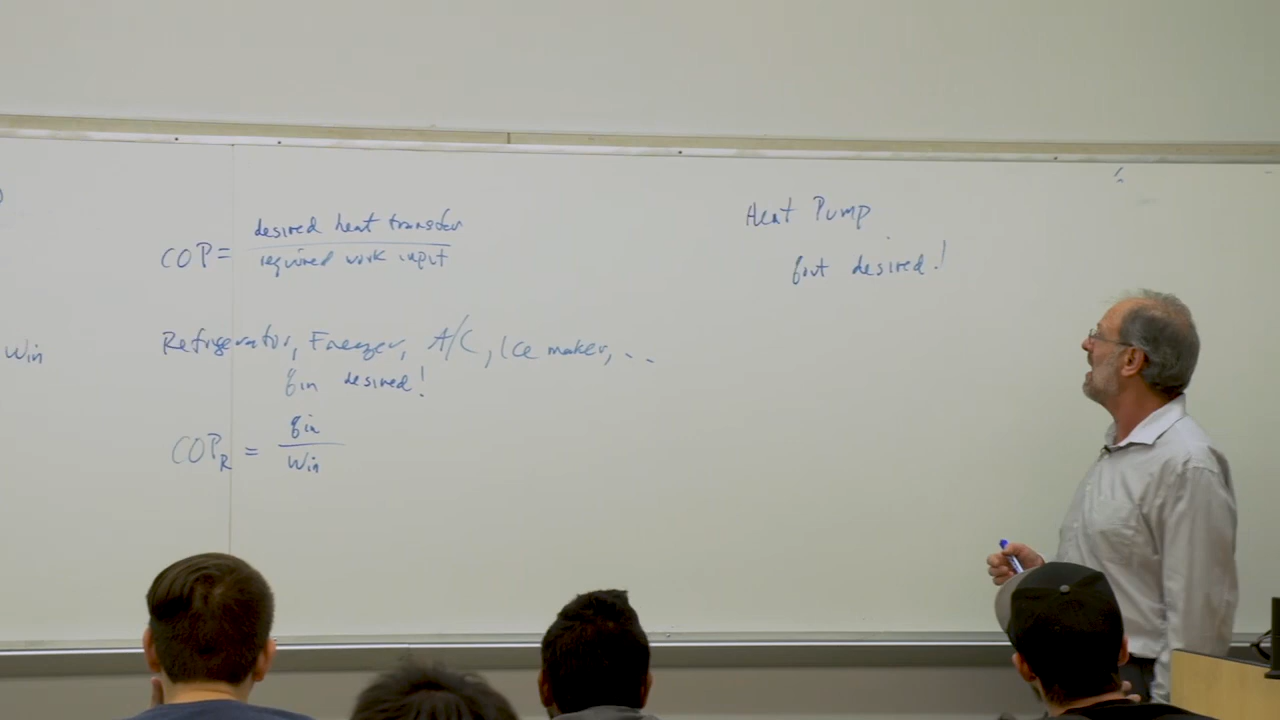 COP = desired heat transfer
required work input
Win
Refrigerator, Freezer, A/C, Ice maker, ...
qin desired!
COPR = qin
Win
Heat Pump
qout desired!